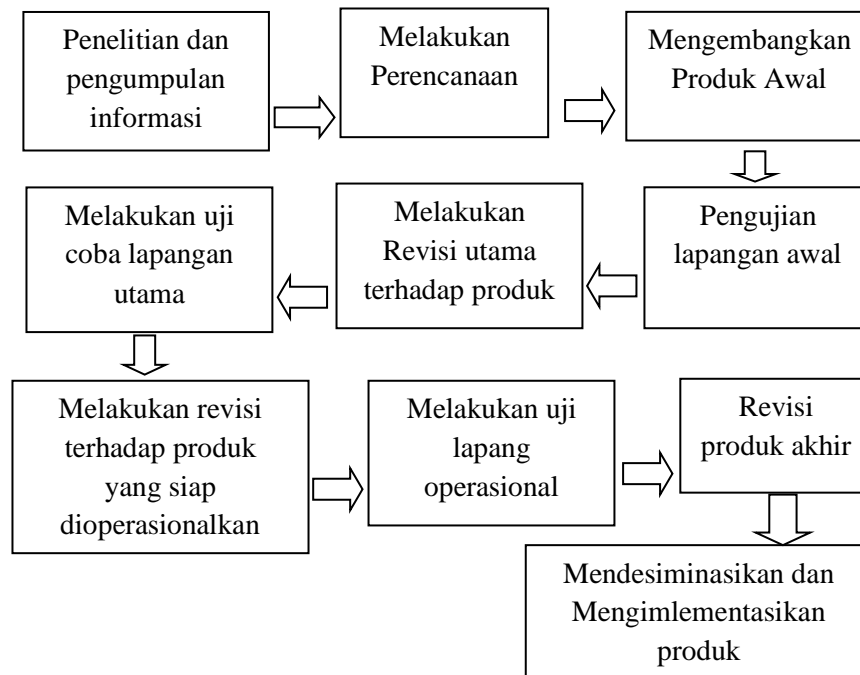 Penelitian dan
pengumpulan
informasi
Melakukan
Perencanaan
Mengembangkan
Produk Awal
Pengujian
lapangan awal
Melakukan
Revisi utama
terhadap produk
Melakukan uji
coba lapangan
utama
Melakukan revisi
terhadap produk
yang siap
dioperasionalkan
Melakukan uji
lapang
operasional
Revisi
produk akhir
Mendesiminasikan dan
Mengimlementasikan
produk